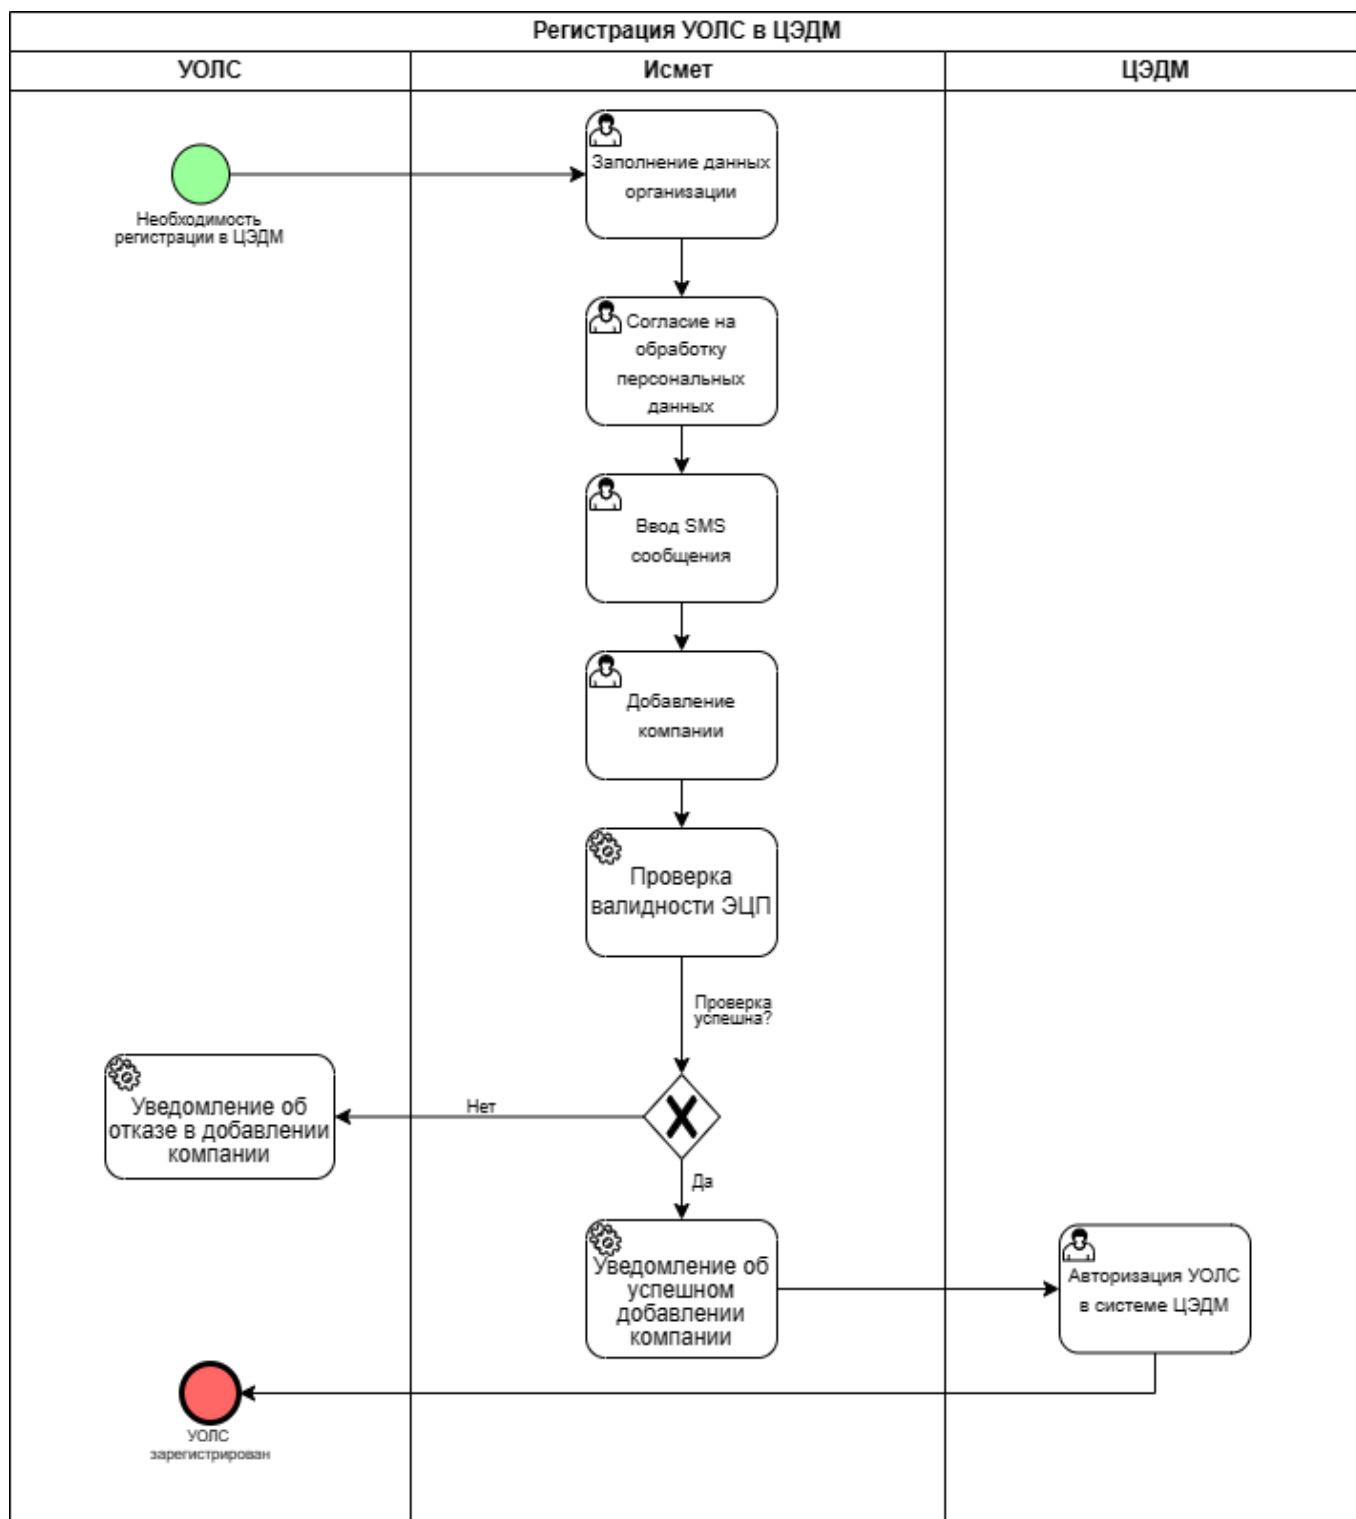 Регистрация УОЛС в ЦЭДМ
УОЛС
Исмет
ЦЭДМ
Необходимость
регистрации в ЦЭДМ
Заполнение данных
организации
Согласие на
обработку
персональных
данных
Ввод SMS
сообщения
Добавление
компании
Проверка
валидности ЭЦП
Проверка
успешна?
Нет
Уведомление об
отказе в добавлении
компании
Да
Уведомление об
успешном
добавлении
компании
Авторизация УОЛС
в системе ЦЭДМ
УОЛС
зарегистрирован